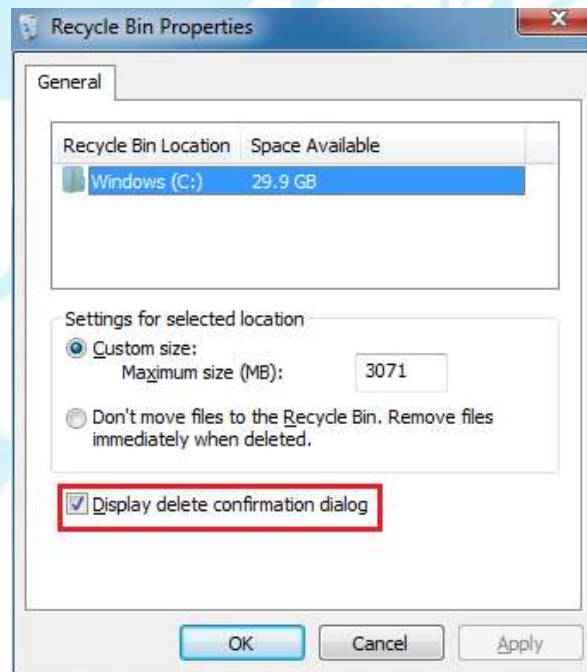 Recycle Bin Properties
General
Recycle Bin Location Space Available
Windows (C:) 29.9 GB
Settings for selected location
Custom size:
Maximum size (MB): 3071
Don't move files to the Recycle Bin. Remove files
immediately when deleted.
Display delete confirmation dialog
OK Cancel Apply